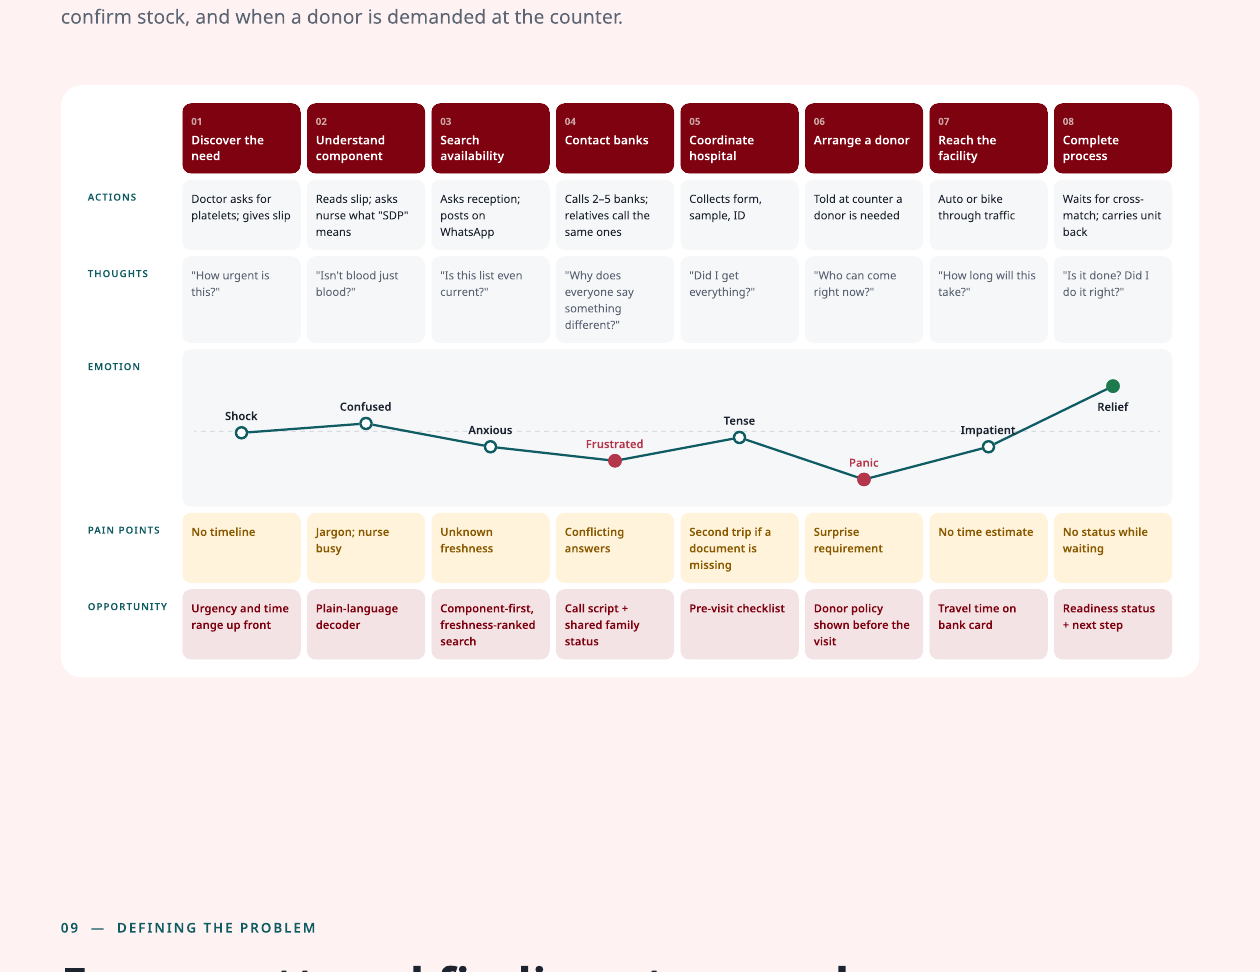 confirm stock, and when a donor is demanded at the counter.
01
Discover the
need
02
Understand
component
03
Search
availability
04
Contact banks
05
Coordinate
hospital
06
Arrange a donor
07
Reach the
facility
08
Complete
process
ACTIONS
Doctor asks for
platelets; gives slip
Reads slip; asks
nurse what "SDP"
means
Asks reception;
posts on
WhatsApp
Calls 2–5 banks;
relatives call the
same ones
Collects form,
sample, ID
Told at counter a
donor is needed
Auto or bike
through traffic
Waits for cross-
match; carries unit
back
THOUGHTS
"How urgent is
this?"
"Isn't blood just
blood?"
"Is this list even
current?"
"Why does
everyone say
something
different?"
"Did I get
everything?"
"Who can come
right now?"
"How long will this
take?"
"Is it done? Did I
do it right?"
EMOTION
Shock
Confused
Anxious
Frustrated
Tense
Panic
Impatient
Relief
PAIN POINTS
No timeline
Jargon; nurse
busy
Unknown
freshness
Conflicting
answers
Second trip if a
document is
missing
Surprise
requirement
No time estimate
No status while
waiting
OPPORTUNITY
Urgency and time
range up front
Plain-language
decoder
Component-first,
freshness-ranked
search
Call script +
shared family
status
Pre-visit checklist
Donor policy
shown before the
visit
Travel time on
bank card
Readiness status
+ next step
09 — DEFINING THE PROBLEM